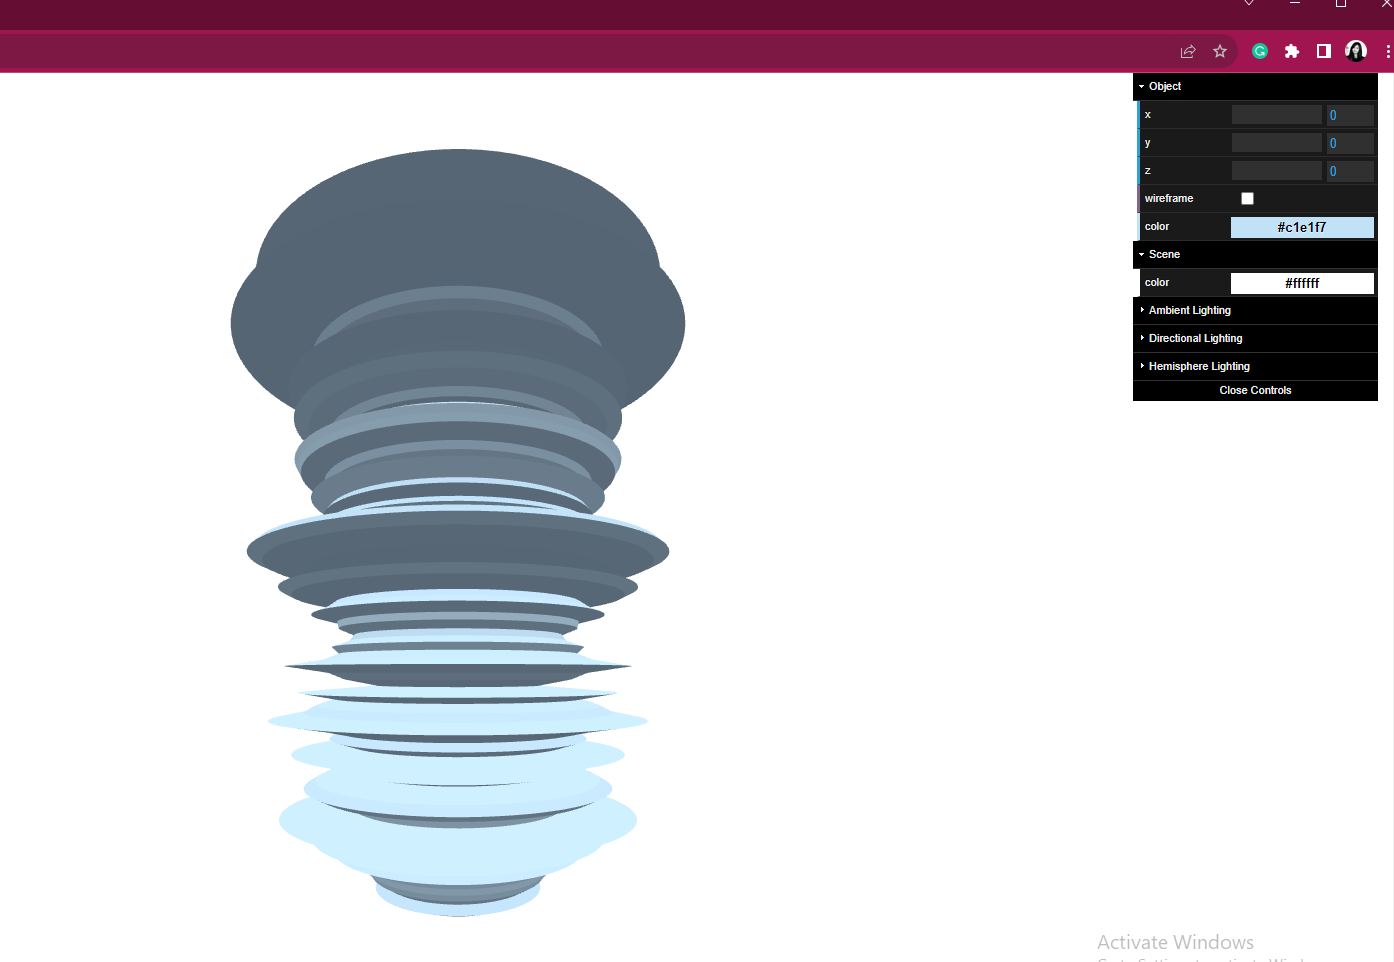 Object
x 0
y 0
z 0
wireframe
color #c1e1f7
Scene
color #ffffff
Ambient Lighting
Directional Lighting
Hemisphere Lighting
Close Controls
Activate Windows